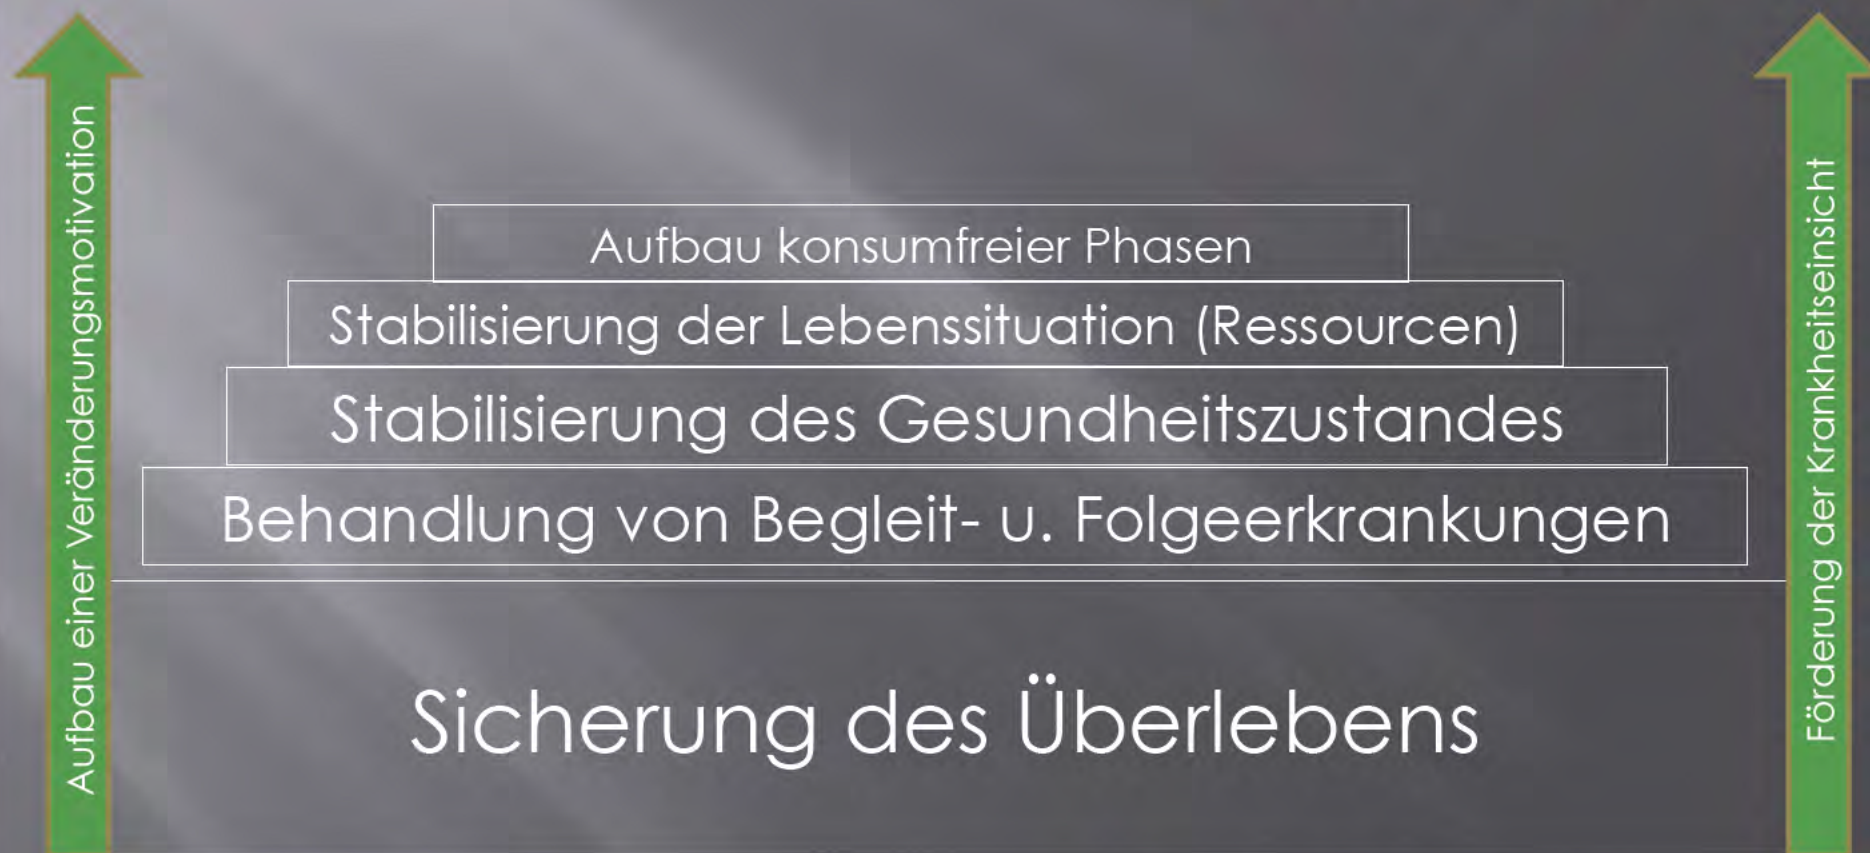 Aufbau einer Veränderungsmotivation
Aufbau konsumfreier Phasen
Stabilisierung der Lebenssituation (Ressourcen)
Stabilisierung des Gesundheitszustandes
Behandlung von Begleit- u. Folgeerkrankungen
Sicherung des Überlebens
Förderung der Krankheitseinsicht